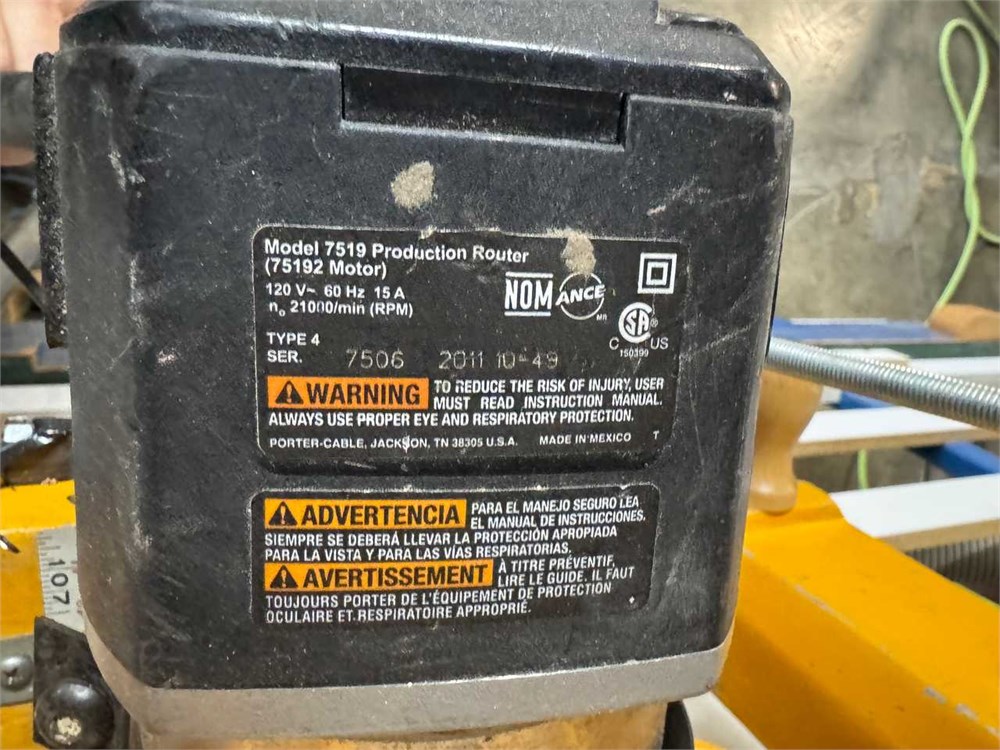 Model 7519 Production Router
(75192 Motor)
120 V~ 60 Hz 15 A
n₀ 21000/min (RPM)
NOM
ANCE
MR
TYPE 4
SER. 7506 2011 10-49
C SA ® US
150399
WARNING
TO REDUCE THE RISK OF INJURY, USER
MUST READ INSTRUCTION MANUAL.
ALWAYS USE PROPER EYE AND RESPIRATORY PROTECTION.
PORTER-CABLE, JACKSON, TN 38305 U.S.A. MADE IN MEXICO T
ADVERTENCIA
PARA EL MANEJO SEGURO LEA
EL MANUAL DE INSTRUCCIONES.
SIEMPRE SE DEBERÁ LLEVAR LA PROTECCIÓN APROPIADA
PARA LA VISTA Y PARA LAS VÍAS RESPIRATORIAS.
AVERTISSEMENT
À TITRE PRÉVENTIF,
LIRE LE GUIDE. IL FAUT
TOUJOURS PORTER DE L'ÉQUIPEMENT DE PROTECTION
OCULAIRE ET RESPIRATOIRE APPROPRIÉ.
107